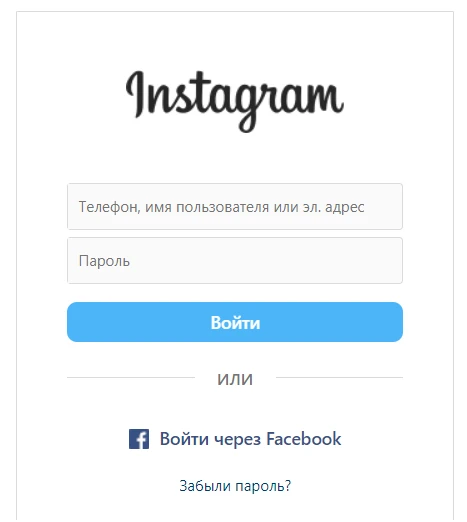 Instagram
Телефон, имя пользователя или эл. адрес
Пароль
Войти
ИЛИ
Войти через Facebook
Забыли пароль?